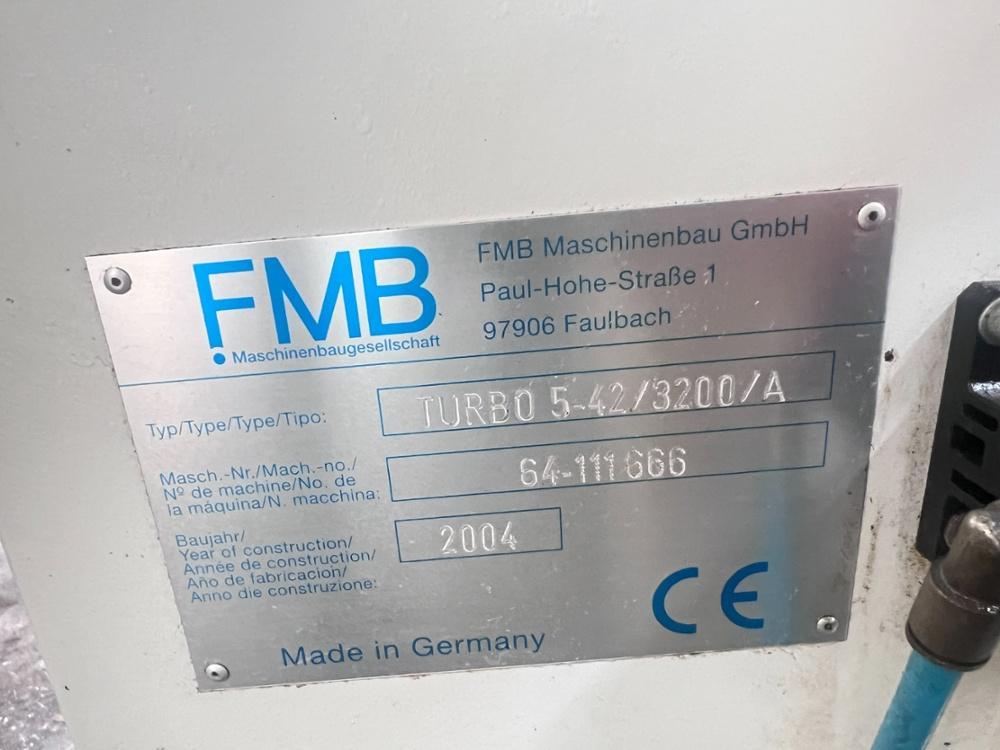 FMB
Maschinenbaugesellschaft
FMB Maschinenbau GmbH
Paul-Hohe-Straße 1
97906 Faulbach
Typ/Type/Type/Tipo:
TURBO 5-42/3200/A
Masch.-Nr./Mach.-no./
Nº de machine/No. de
la máquina/N. macchina:
64-111666
Baujahr/
Year of construction/
Année de construction/
Año de fabricación/
Anno die construzione:
2004
CE
Made in Germany